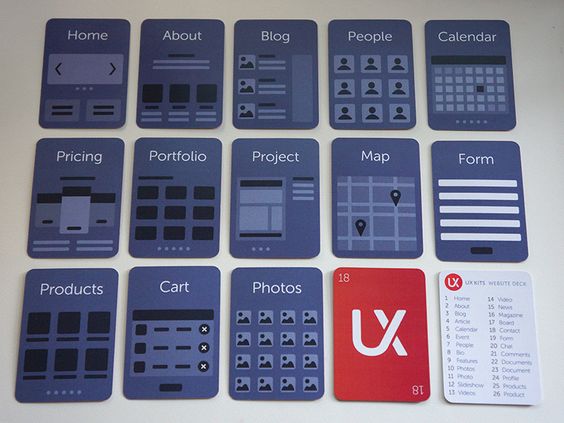 Home
About
Blog
People
Calendar
Pricing
Portfolio
Project
Map
Form
Products
Cart
Photos
18
UX
18
UX UX KITS WEBSITE DECK
1 Home
2 About
3 Blog
4 Article
5 Calendar
6 Event
7 People
8 Bio
9 Features
10 Photos
11 Photo
12 Slideshow
13 Videos
14 Video
15 News
16 Magazine
17 Board
18 Contact
19 Form
20 Chat
21 Comments
22 Documents
23 Document
24 Profile
25 Products
26 Product